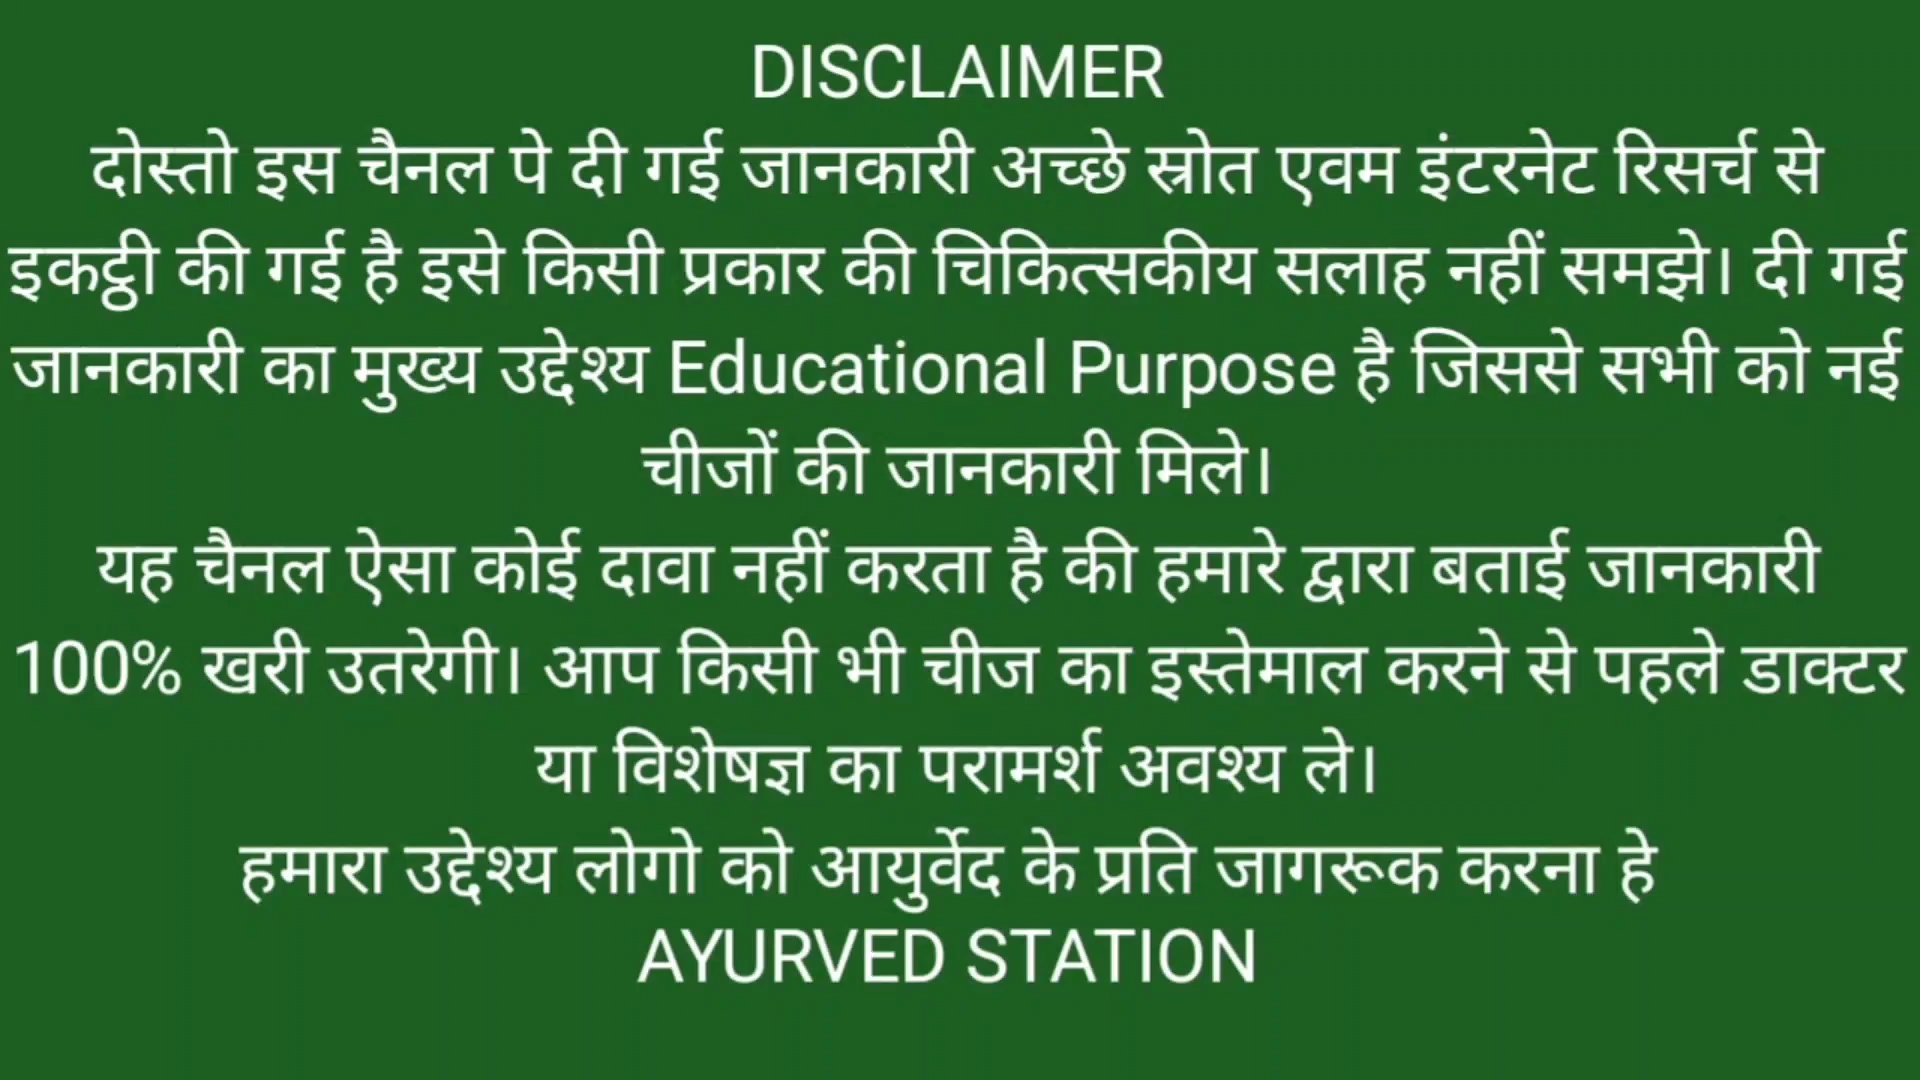 DISCLAIMER
दोस्तो इस चैनल पे दी गई जानकारी अच्छे स्रोत एवम इंटरनेट रिसर्च से
इकट्ठी की गई है इसे किसी प्रकार की चिकित्सकीय सलाह नहीं समझे। दी गई
जानकारी का मुख्य उद्देश्य Educational Purpose है जिससे सभी को नई
चीजों की जानकारी मिले।
यह चैनल ऐसा कोई दावा नहीं करता है की हमारे द्वारा बताई जानकारी
100% खरी उतरेगी। आप किसी भी चीज का इस्तेमाल करने से पहले डाक्टर
या विशेषज्ञ का परामर्श अवश्य ले।
हमारा उद्देश्य लोगो को आयुर्वेद के प्रति जागरूक करना हे
AYURVED STATION